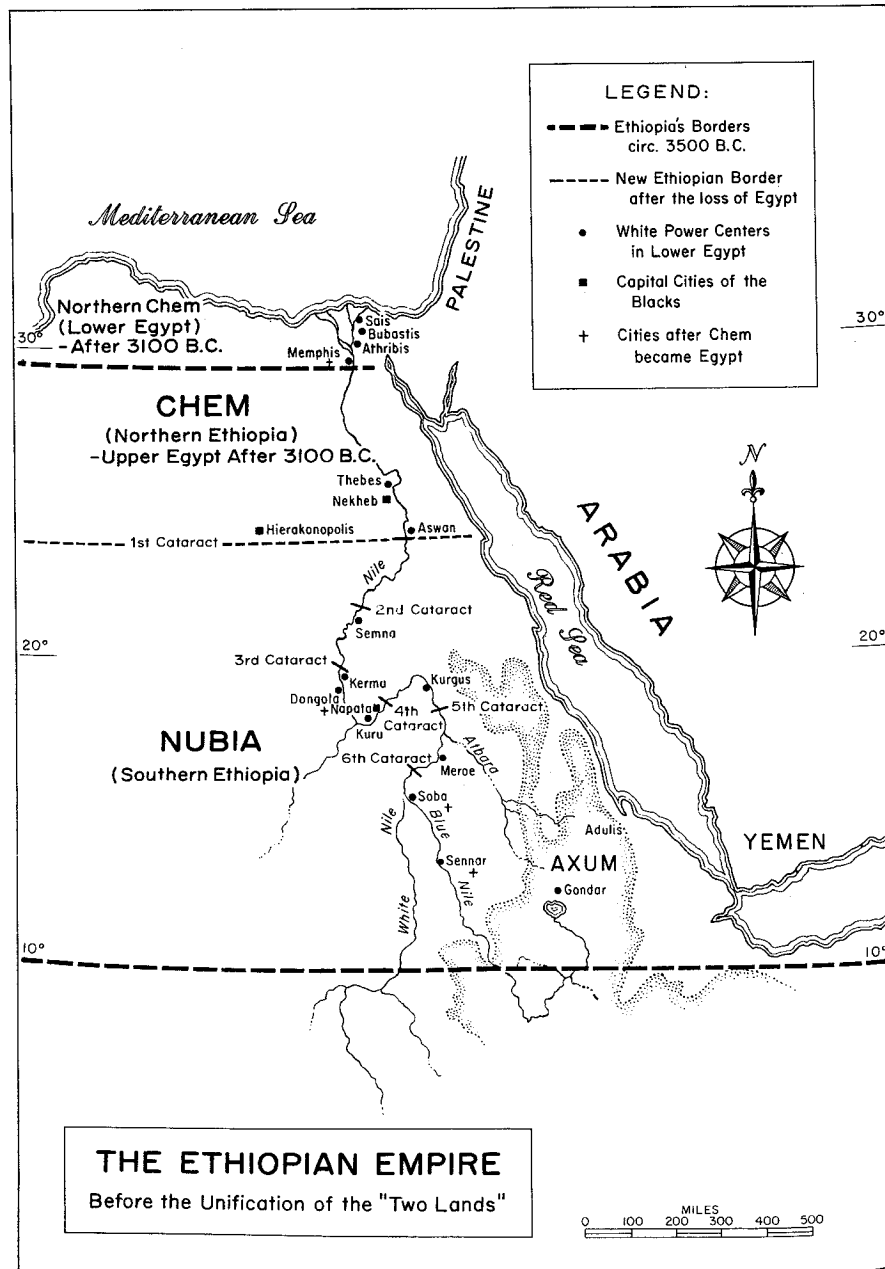 LEGEND:
Ethiopia's Borders
circ. 3500 B.C.
New Ethiopian Border
after the loss of Egypt
White Power Centers
in Lower Egypt
Capital Cities of the
Blacks
Cities after Chem
became Egypt
Mediterranean Sea
PALESTINE
Northern Chem
(Lower Egypt)
-After 3100 B.C.
Sais
Bubastis
Athribis
Memphis
30°
30°
CHEM
(Northern Ethiopia)
-Upper Egypt After 3100 B.C.
Thebes
Nekheb
Hierakonopolis
Aswan
1st Cataract
N
ARABIA
Red Sea
Nile
2nd Cataract
Semna
20°
20°
3rd Cataract
Kerma
Kurgus
Dongola
Napata
4th
Cataract
5th Cataract
Kuru
NUBIA
(Southern Ethiopia)
6th Cataract
Atbara
Meroe
Soba
Nile
Blue
Adulis
YEMEN
AXUM
Sennar
Nile
Gondar
White
10°
10°
THE ETHIOPIAN EMPIRE
Before the Unification of the "Two Lands"
MILES
0 100 200 300 400 500